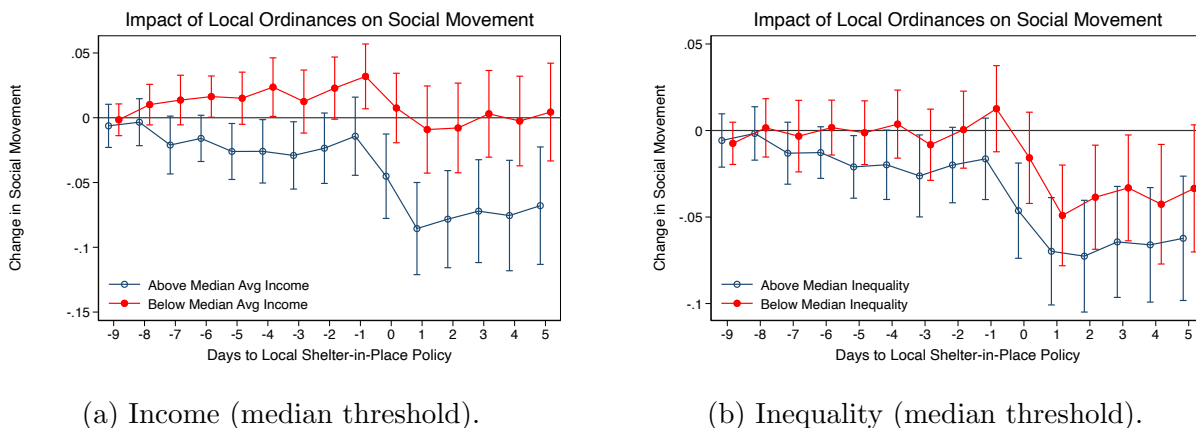 Impact of Local Ordinances on Social Movement
.05
0
-.05
-.1
-.15
Change in Social Movement
Above Median Avg Income
Below Median Avg Income
-9 -8 -7 -6 -5 -4 -3 -2 -1 0 1 2 3 4 5
Days to Local Shelter-in-Place Policy
(a) Income (median threshold).
Impact of Local Ordinances on Social Movement
.05
0
-.05
-.1
Change in Social Movement
Above Median Inequality
Below Median Inequality
-9 -8 -7 -6 -5 -4 -3 -2 -1 0 1 2 3 4 5
Days to Local Shelter-in-Place Policy
(b) Inequality (median threshold).